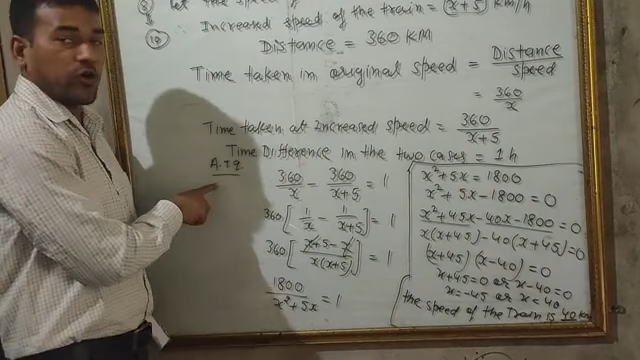 Let the speed
Increased speed of the train = (x+5) km/h
Distance = 360 KM
Time taken in original speed = Distance/speed
= 360/x
Time taken at Increased speed = 360/x+5
Time Difference in the two cases = 1 h
A.T.Q.
360/x - 360/x+5 = 1
360[1/x - 1/x+5] = 1
360[x+5-x/x(x+5)] = 1
1800/x²+5x = 1
x²+5x = 1800
x²+5x-1800 = 0
x²+45x-40x-1800 = 0
x(x+45)-40(x+45)=0
(x+45)(x-40)=0
x+45=0 or x-40=0
x=-45 or x=40
the speed of the Train is 40 km